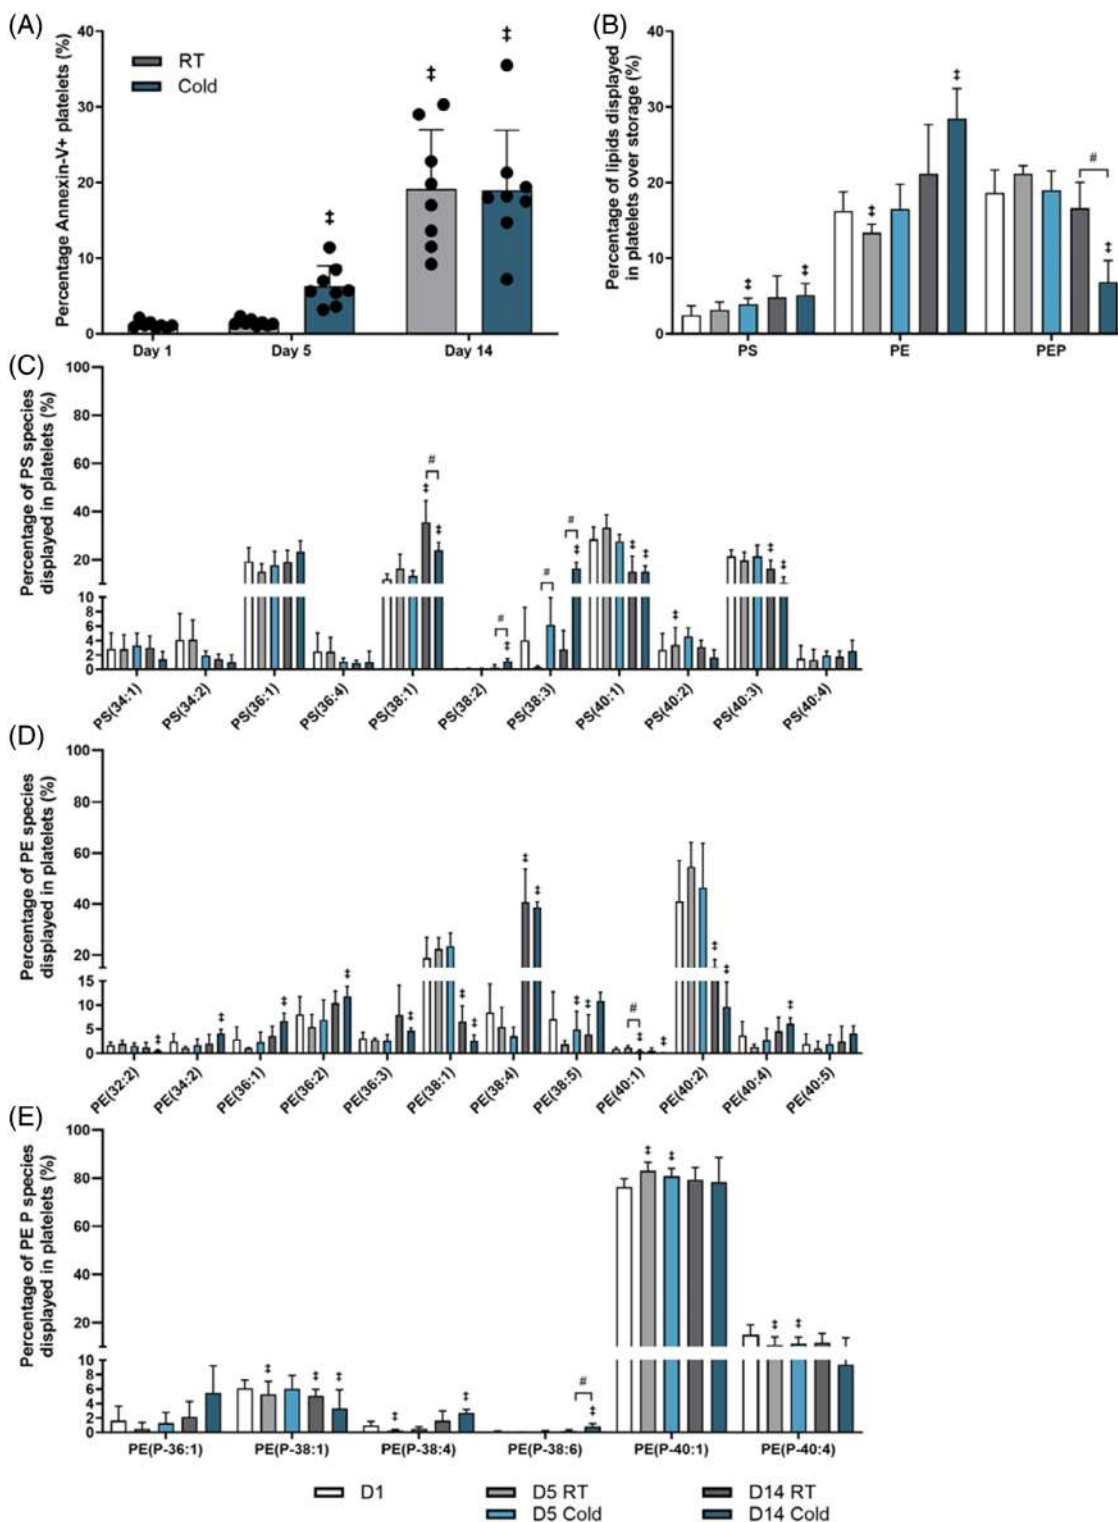 (A)
Percentage Annexin-V+ platelets (%)
40
30
20
10
0
RT
Cold
‡
‡
‡
Day 1
Day 5
Day 14
(B)
Percentage of lipids displayed
in platelets over storage (%)
40
30
20
10
0
‡
‡
‡
‡
#
‡
PS
PE
PEP
(C)
Percentage of PS species
displayed in platelets (%)
100
80
60
40
20
10
8
6
4
2
0
#
‡
‡
#
‡
#
#
‡
‡
‡
‡
‡
‡
PS(34:1)
PS(34:2)
PS(36:1)
PS(36:4)
PS(38:1)
PS(38:2)
PS(38:3)
PS(40:1)
PS(40:2)
PS(40:3)
PS(40:4)
(D)
Percentage of PE species
displayed in platelets (%)
100
80
60
40
20
15
10
5
0
‡
‡
‡
‡
‡
‡
‡
‡
‡
‡
‡
#
‡
‡
‡
‡
‡
PE(32:2)
PE(34:2)
PE(36:1)
PE(36:2)
PE(36:3)
PE(38:1)
PE(38:4)
PE(38:5)
PE(40:1)
PE(40:2)
PE(40:4)
PE(40:5)
(E)
Percentage of PE P species
displayed in platelets (%)
100
80
60
40
20
10
8
6
4
2
0
‡
‡
‡
‡
‡
#
‡
‡
‡
‡
‡
PE(P-36:1)
PE(P-38:1)
PE(P-38:4)
PE(P-38:6)
PE(P-40:1)
PE(P-40:4)
D1
D5 RT
D14 RT
D5 Cold
D14 Cold